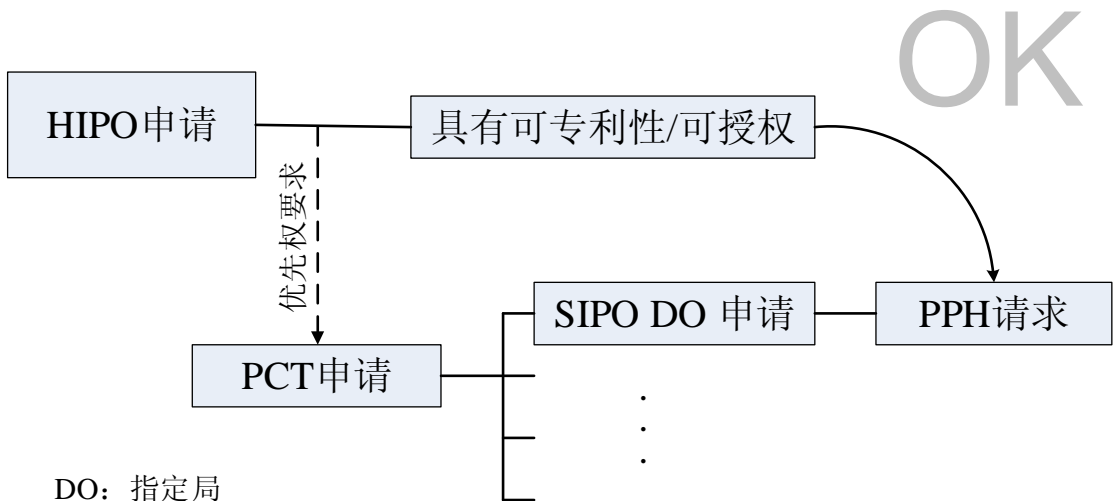 OK
HIPO申请
具有可专利性/可授权
优先权要求
SIPO DO 申请
PPH请求
PCT申请
DO：指定局